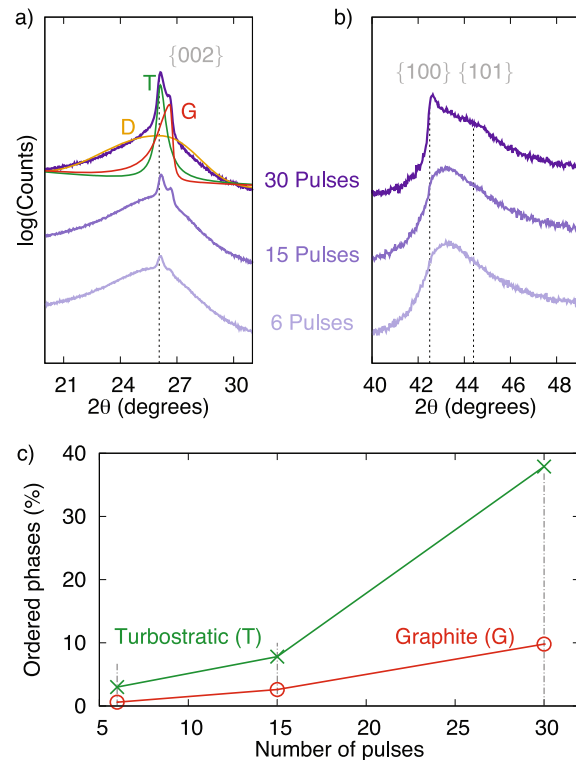 a)
{002}
T
G
D
log(Counts)
21 24 27 30
2θ (degrees)
30 Pulses
15 Pulses
6 Pulses
b)
{100} {101}
40 42 44 46 48
2θ (degrees)
c)
Ordered phases (%)
40
30
20
10
0
Turbostratic (T)
Graphite (G)
5 10 15 20 25 30
Number of pulses